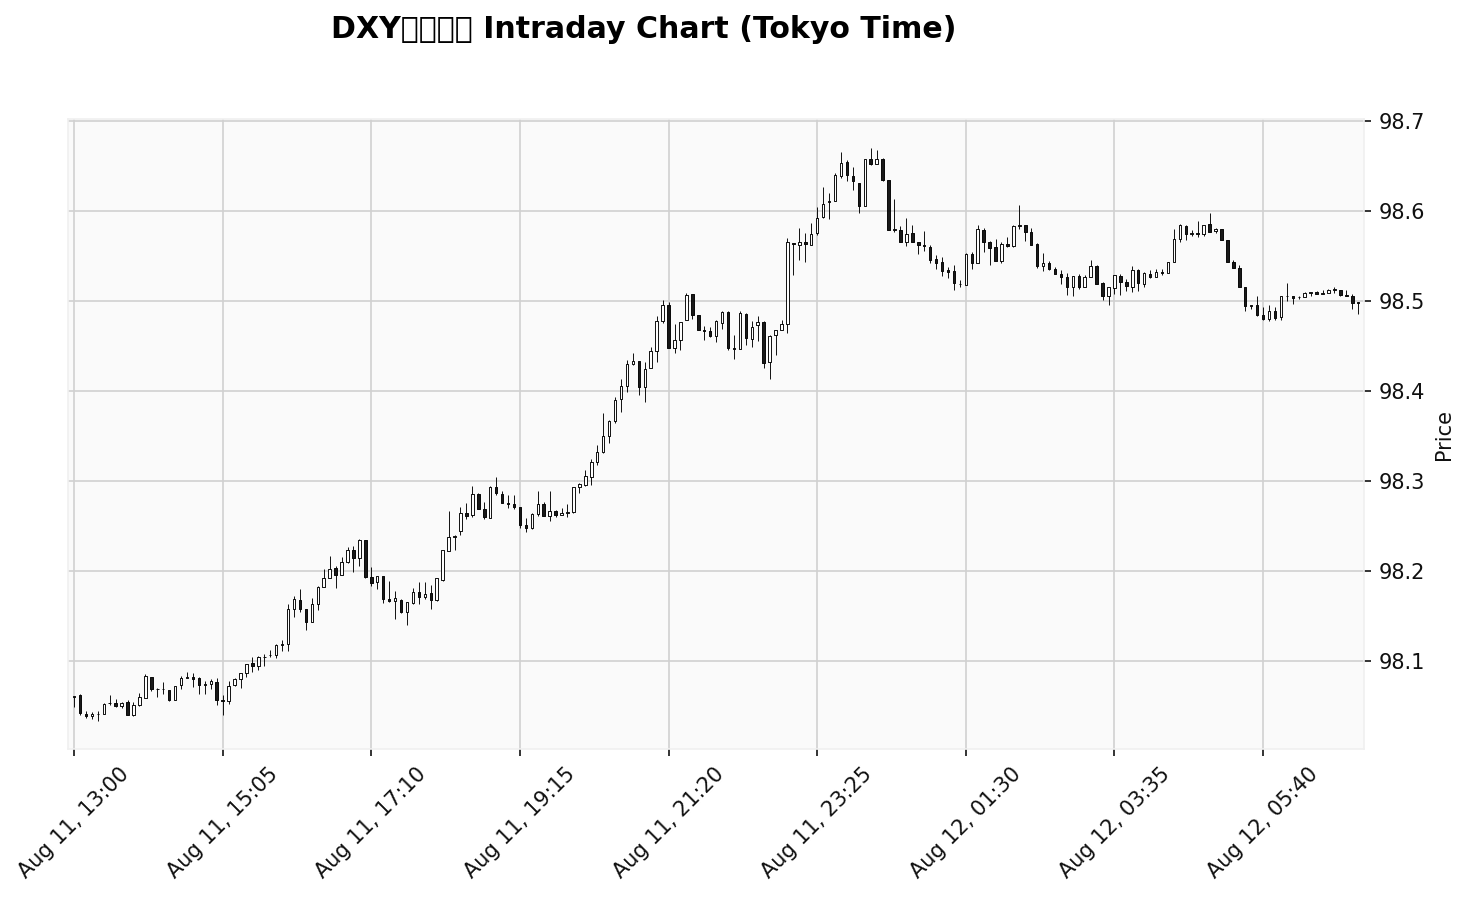 DXY Intraday Chart (Tokyo Time)
98.7
98.6
98.5
98.4
98.3
98.2
98.1
Price
Aug 11, 13:00
Aug 11, 15:05
Aug 11, 17:10
Aug 11, 19:15
Aug 11, 21:20
Aug 11, 23:25
Aug 12, 01:30
Aug 12, 03:35
Aug 12, 05:40